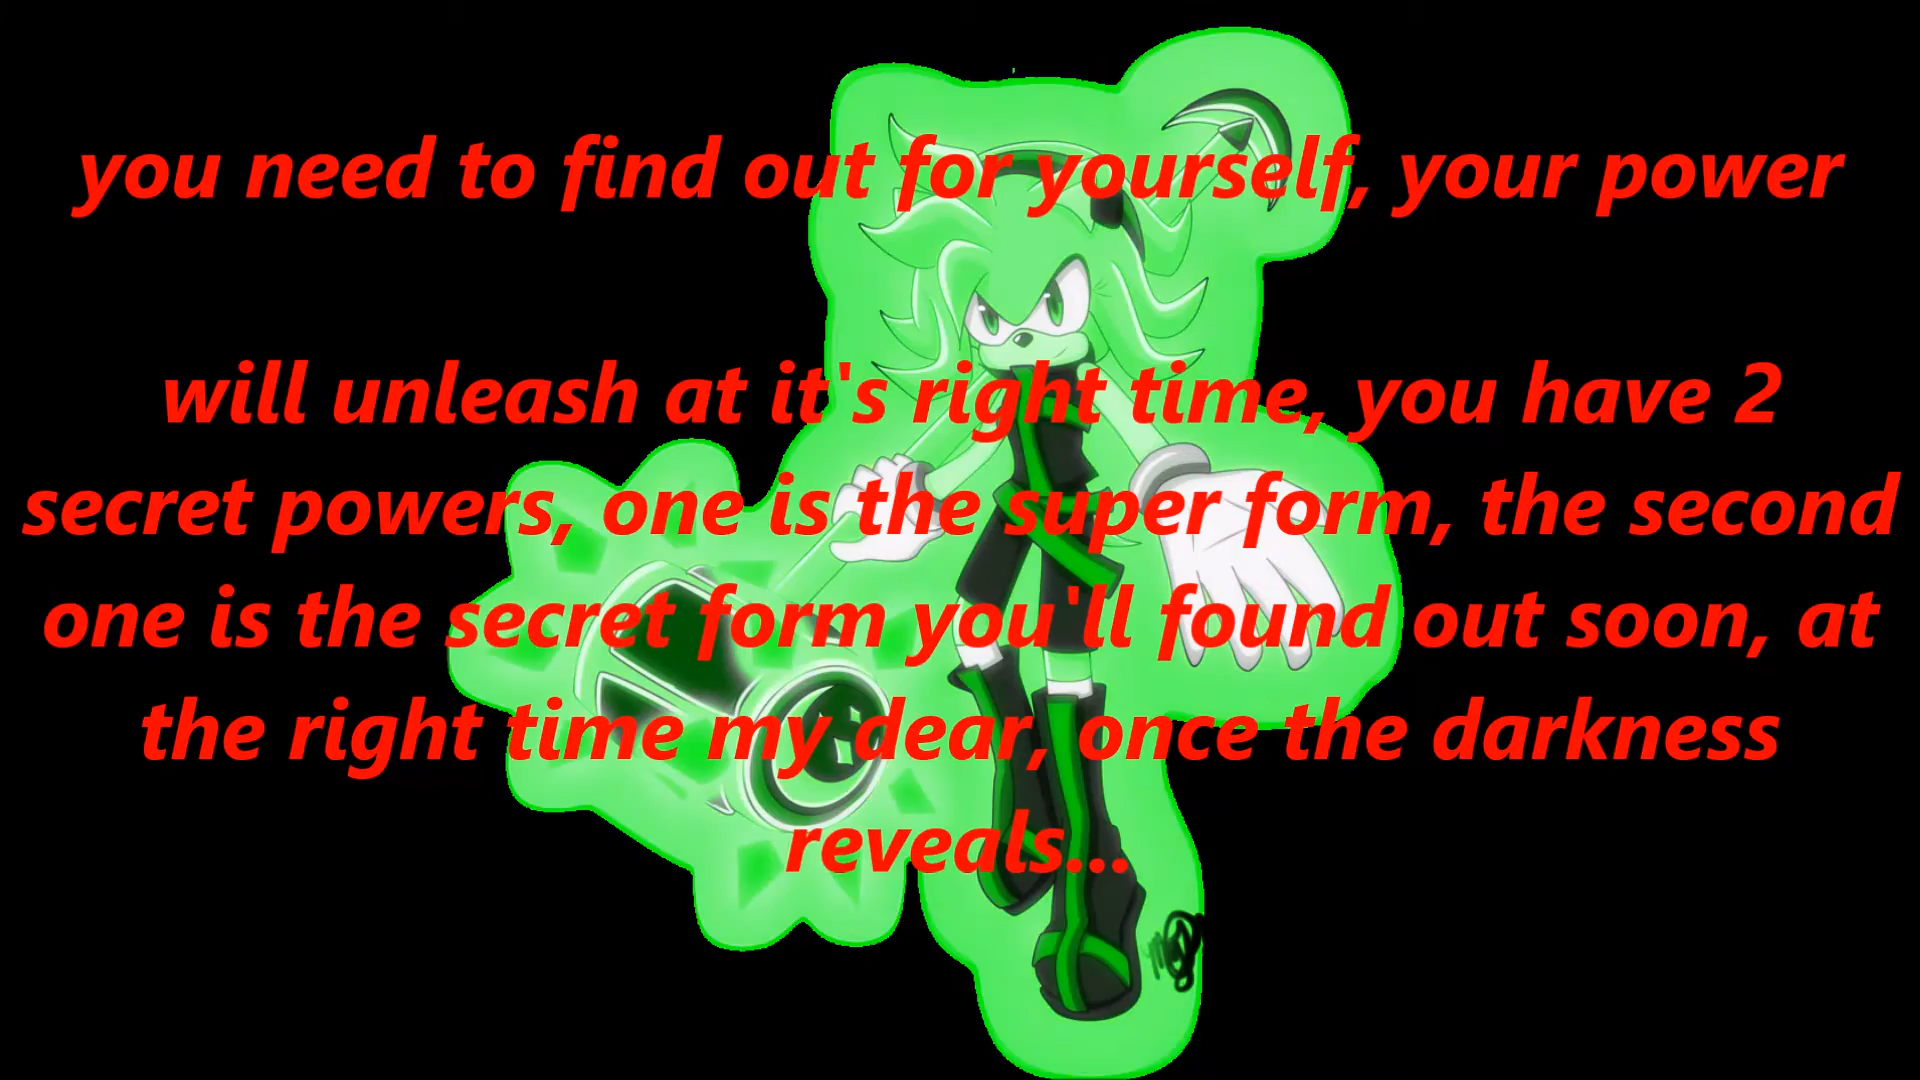 you need to find out for yourself, your power
will unleash at it's right time, you have 2
secret powers, one is the super form, the second
one is the secret form you'll found out soon, at
the right time my dear, once the darkness
reveals...